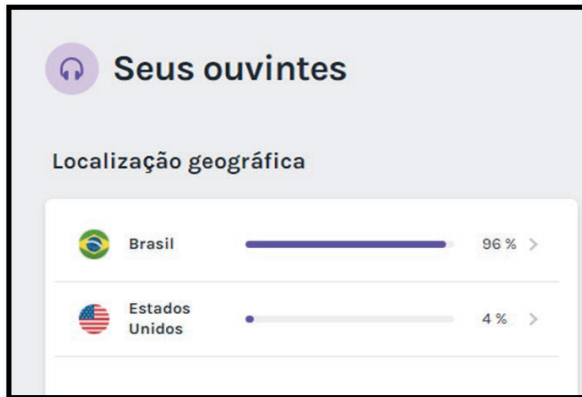 Seus ouvintes
Localização geográfica
Brasil 96 %
Estados
Unidos 4 %